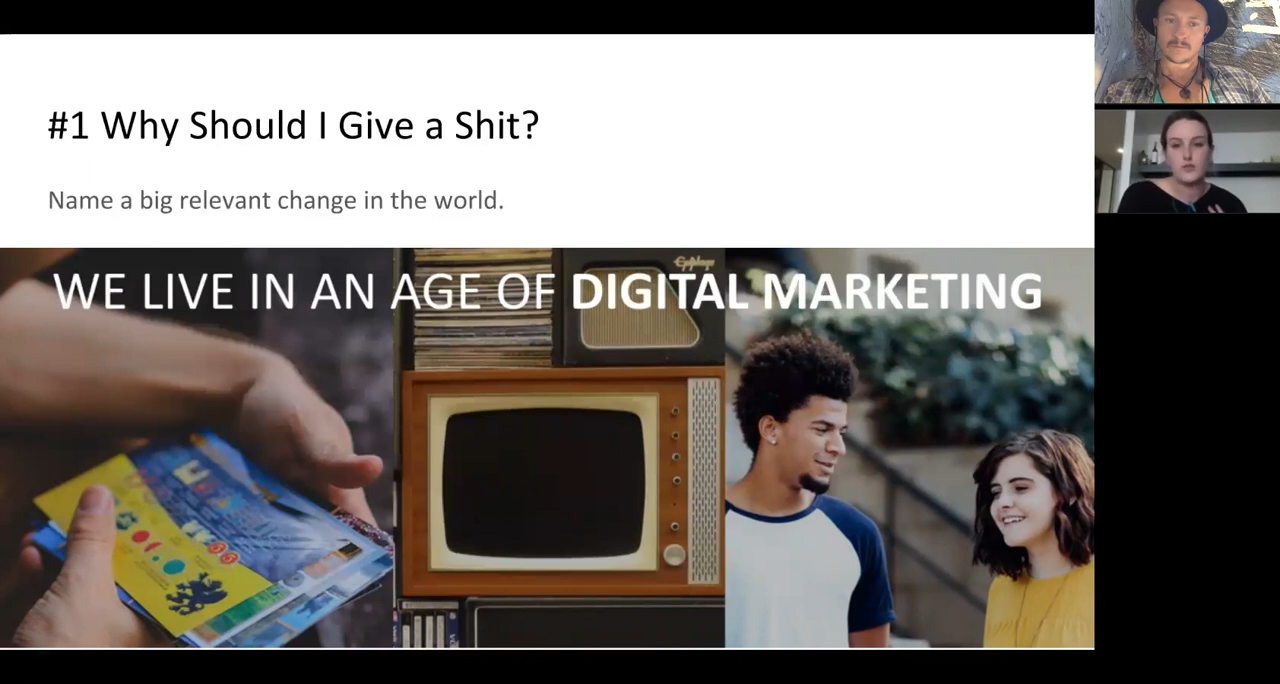 #1 Why Should I Give a Shit?
Name a big relevant change in the world.
WE LIVE IN AN AGE OF DIGITAL MARKETING